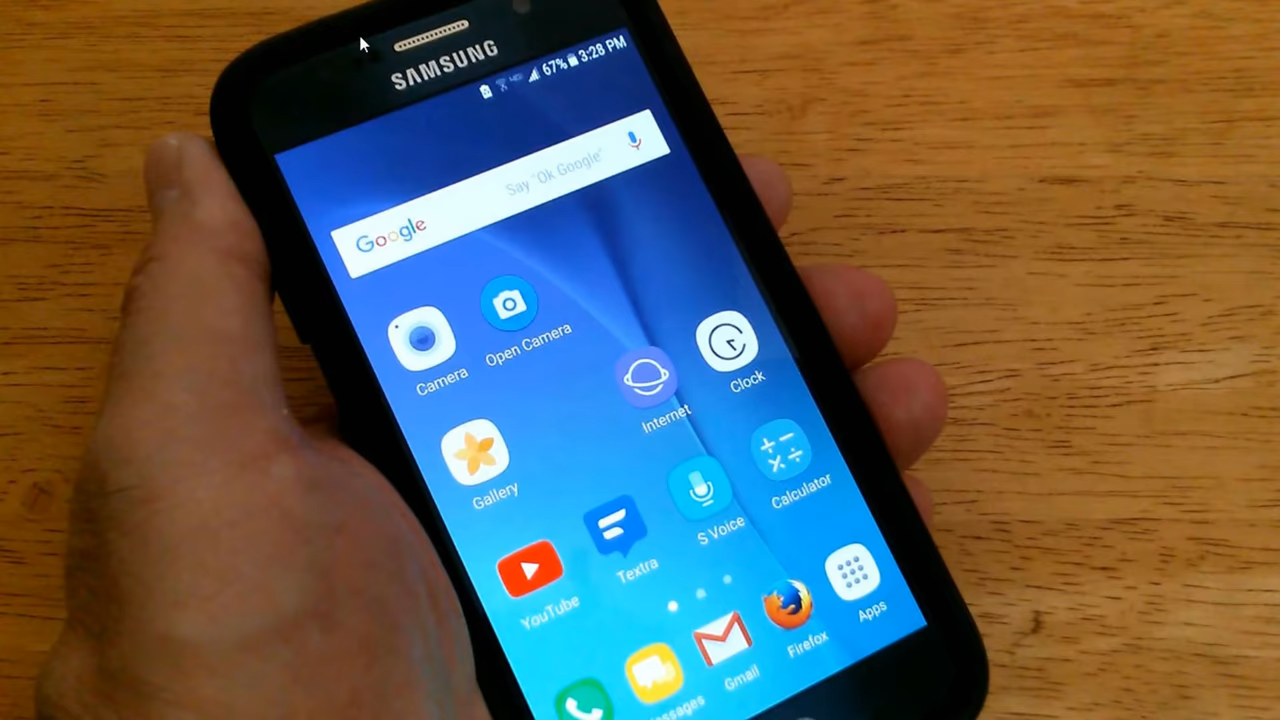 SAMSUNG
67% 3:28 PM
Google Say "Ok Google"
Camera
Open Camera
Internet
Clock
Gallery
Textra
S Voice
Calculator
YouTube
Gmail
Firefox
Apps